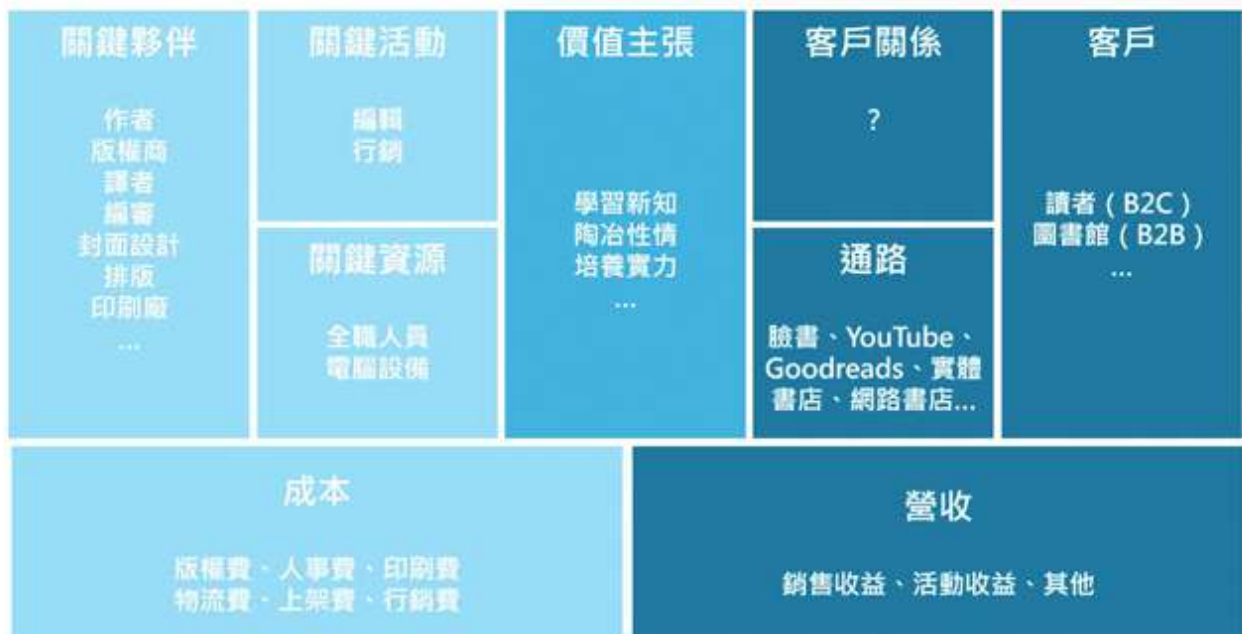 關鍵夥伴
作者
版權商
譯者
編審
封面設計
排版
印刷廠
...
關鍵活動
編輯
行銷
關鍵資源
全職人員
電腦設備
價值主張
學習新知
陶冶性情
培養實力
...
客戶關係
?
通路
臉書、YouTube、
Goodreads、實體
書店、網路書店...
客戶
讀者（B2C）
圖書館（B2B）
...
成本
版權費、人事費、印刷費
物流費、上架費、行銷費
營收
銷售收益、活動收益、其他